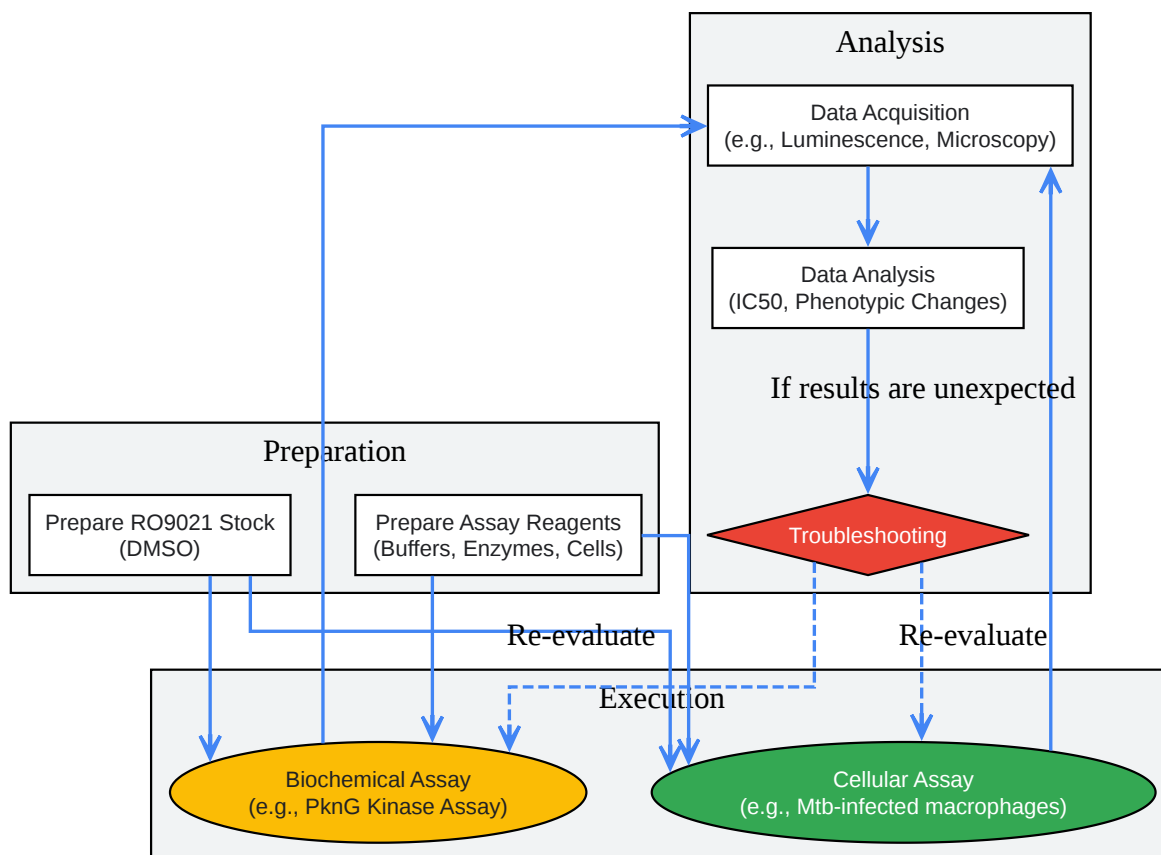 Analysis
Data Acquisition
(e.g., Luminescence, Microscopy)
Data Analysis
(IC50, Phenotypic Changes)
If results are unexpected
Preparation
Prepare RO9021 Stock
(DMSO)
Prepare Assay Reagents
(Buffers, Enzymes, Cells)
Troubleshooting
Re-evaluate
Re-evaluate
Execution
Biochemical Assay
(e.g., PknG Kinase Assay)
Cellular Assay
(e.g., Mtb-infected macrophages)